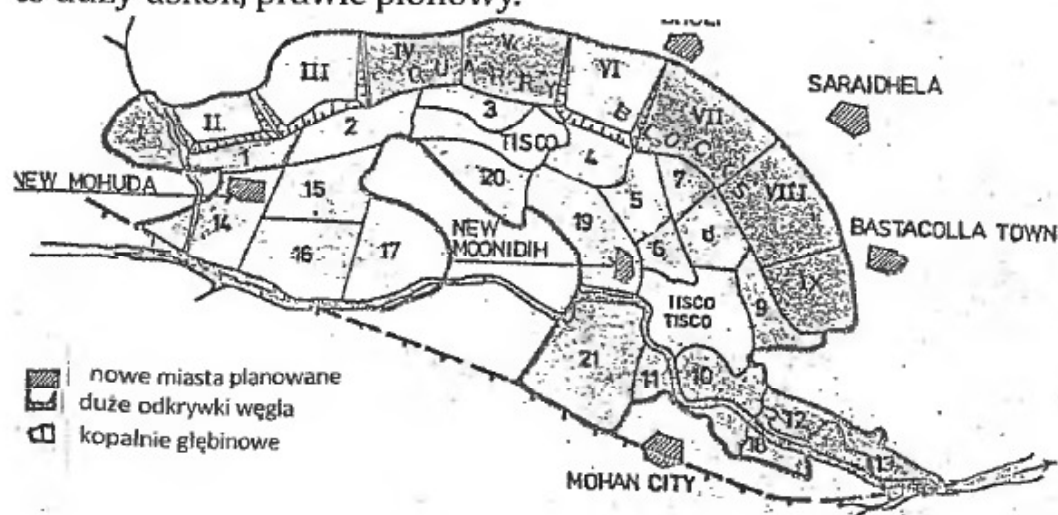 to duży uskok, prawie pionowy.
SARAIDHELA
III
IV
V
VI
VII
VIII
IX
I
II
QUARRY BLOCKS
1
2
3
TISCO
4
5
6
7
8
9
NEW MOHUDA
14
15
16
17
20
19
NEW
MOONIDIH
BASTACOLLA TOWN
TISCO
TISCO
21
11
10
12
13
18
MOHAN CITY
nowe miasta planowane
duże odkrywki węgla
kopalnie głębinowe